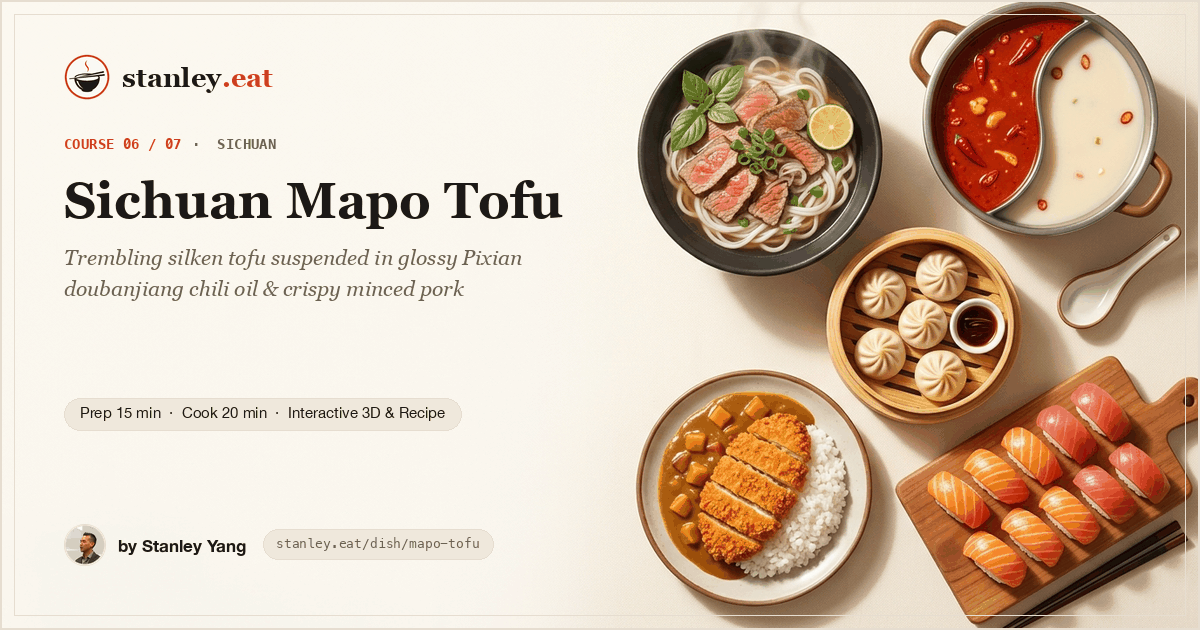 stanley.eat
COURSE 06 / 07 · SICHUAN
Sichuan Mapo Tofu
Trembling silken tofu suspended in glossy Pixian
doubanjiang chili oil & crispy minced pork
Prep 15 min · Cook 20 min · Interactive 3D & Recipe
by Stanley Yang
stanley.eat/dish/mapo-tofu